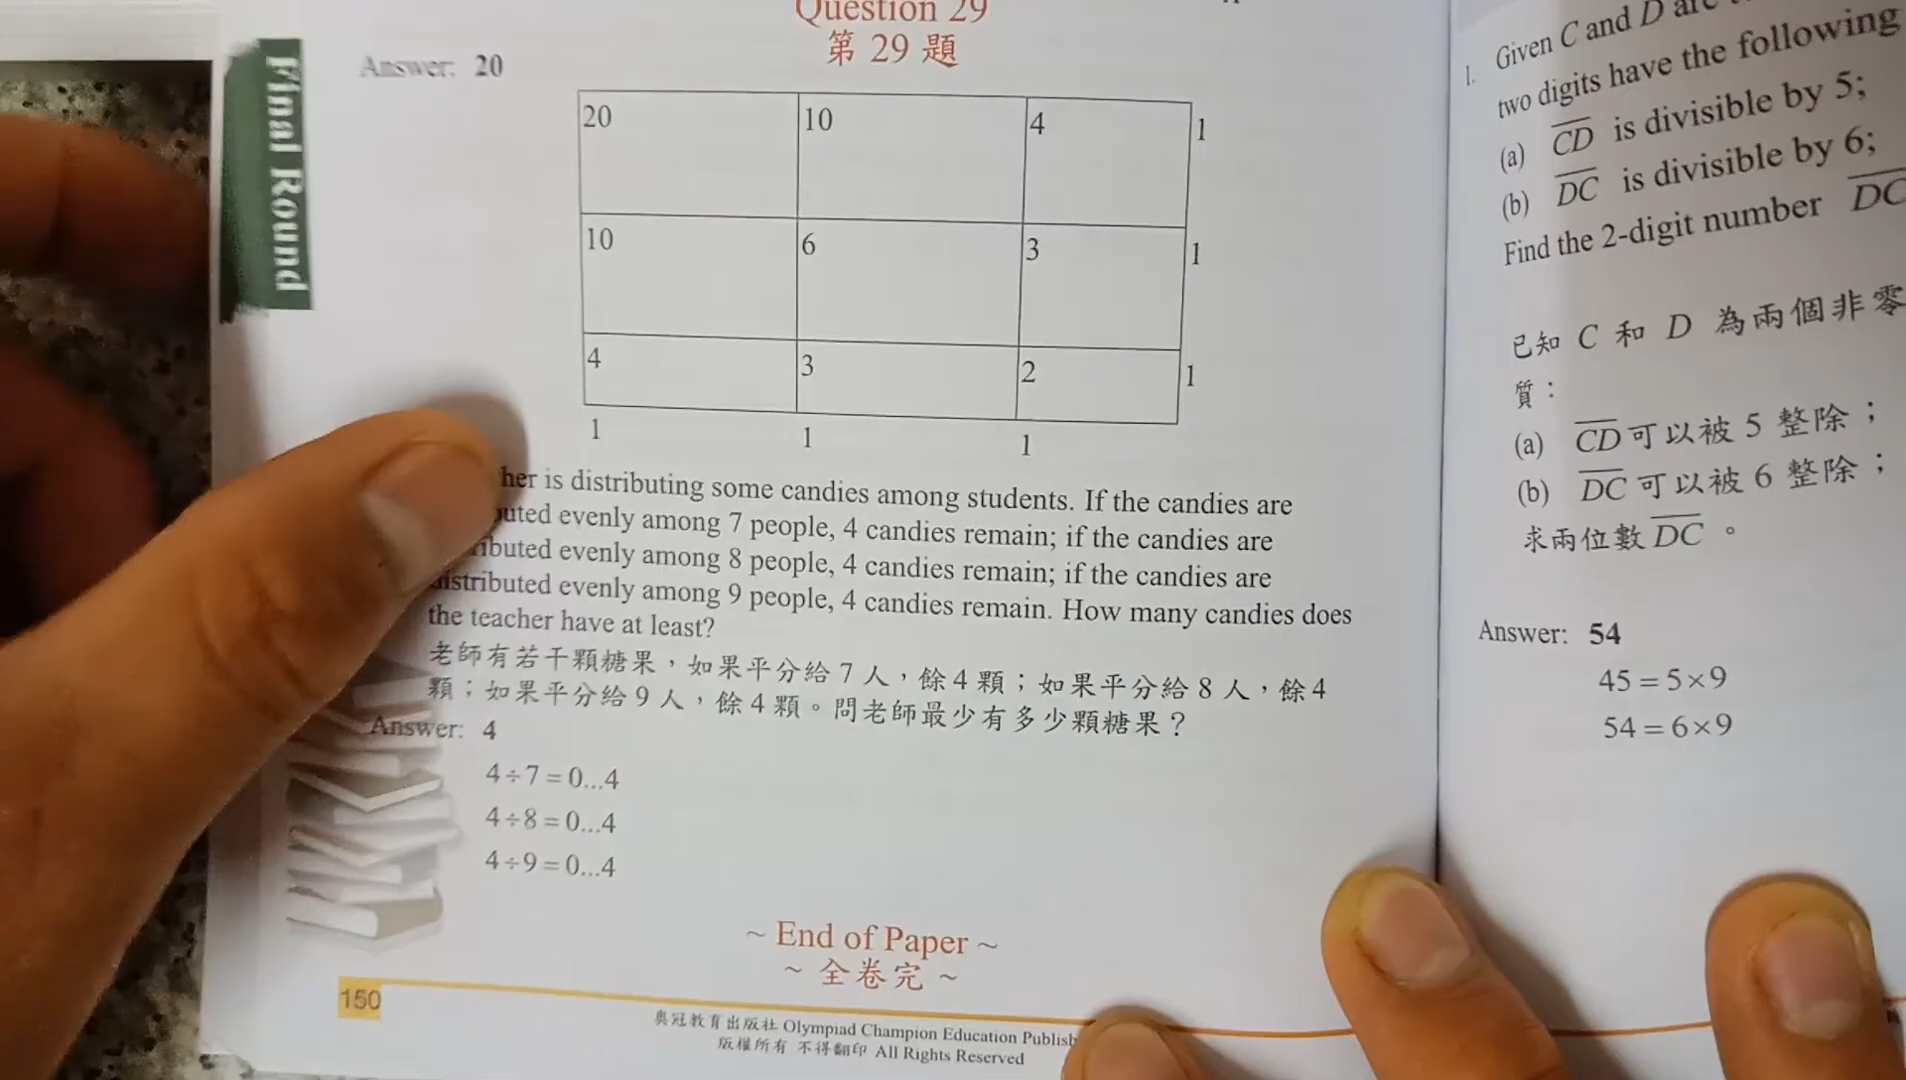 Question 29
第 29 題
Final Round
Answer: 20
20 10 4 1
10 6 3 1
4 3 2 1
1 1 1
is distributing some candies among students. If the candies are
evenly among 7 people, 4 candies remain; if the candies are
evenly among 8 people, 4 candies remain; if the candies are
distributed evenly among 9 people, 4 candies remain. How many candies does
the teacher have at least?
老師有若干顆糖果，如果平分給 7 人，餘 4 顆；如果平分給 8 人，餘 4
顆；如果平分給 9 人，餘 4 顆。問老師最少有多少顆糖果？
Answer: 4
4÷7=0...4
4÷8=0...4
4÷9=0...4
~ End of Paper ~
~ 全卷完 ~
150
奧冠教育出版社 Olympiad Champion Education
版權所有 不得翻印 All Rights Reserved
1. Given C and D
two digits have the following
(a) CD is divisible by 5;
(b) DC is divisible by 6;
Find the 2-digit number DC
已知 C 和 D 為兩個非零
質：
(a) CD 可以被 5 整除；
(b) DC 可以被 6 整除；
求兩位數 DC 。
Answer: 54
45=5×9
54=6×9